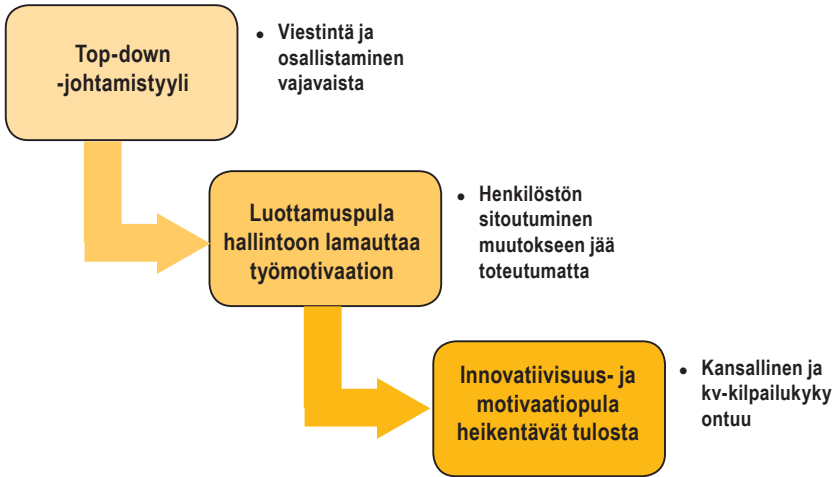 Top-down
-johtamistyyli
• Viestintä ja
osallistaminen
vajavaista
Luottamuspula
hallintoon lamauttaa
työmotivaation
• Henkilöstön
sitoutuminen
muutokseen jää
toteutumatta
Innovatiivisuus- ja
motivaatiopula
heikentävät tulosta
• Kansallinen ja
kv-kilpailukyky
ontuu